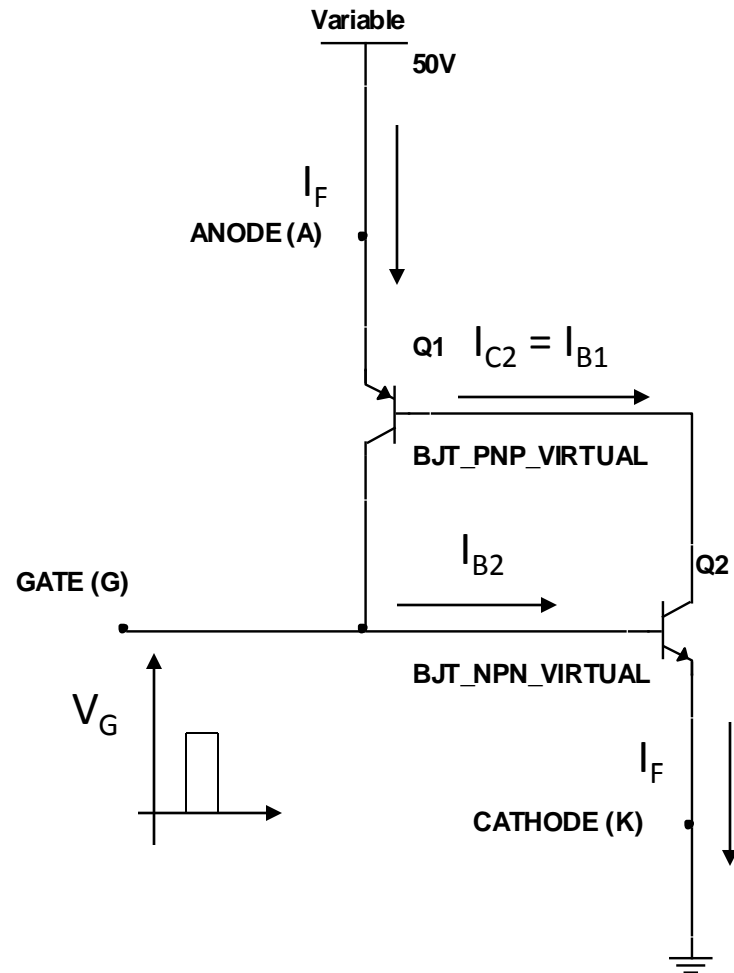 Variable
50V
I_F
ANODE (A)
Q1 I_C2 = I_B1
BJT_PNP_VIRTUAL
I_B2
Q2
GATE (G)
BJT_NPN_VIRTUAL
V_G
I_F
CATHODE (K)